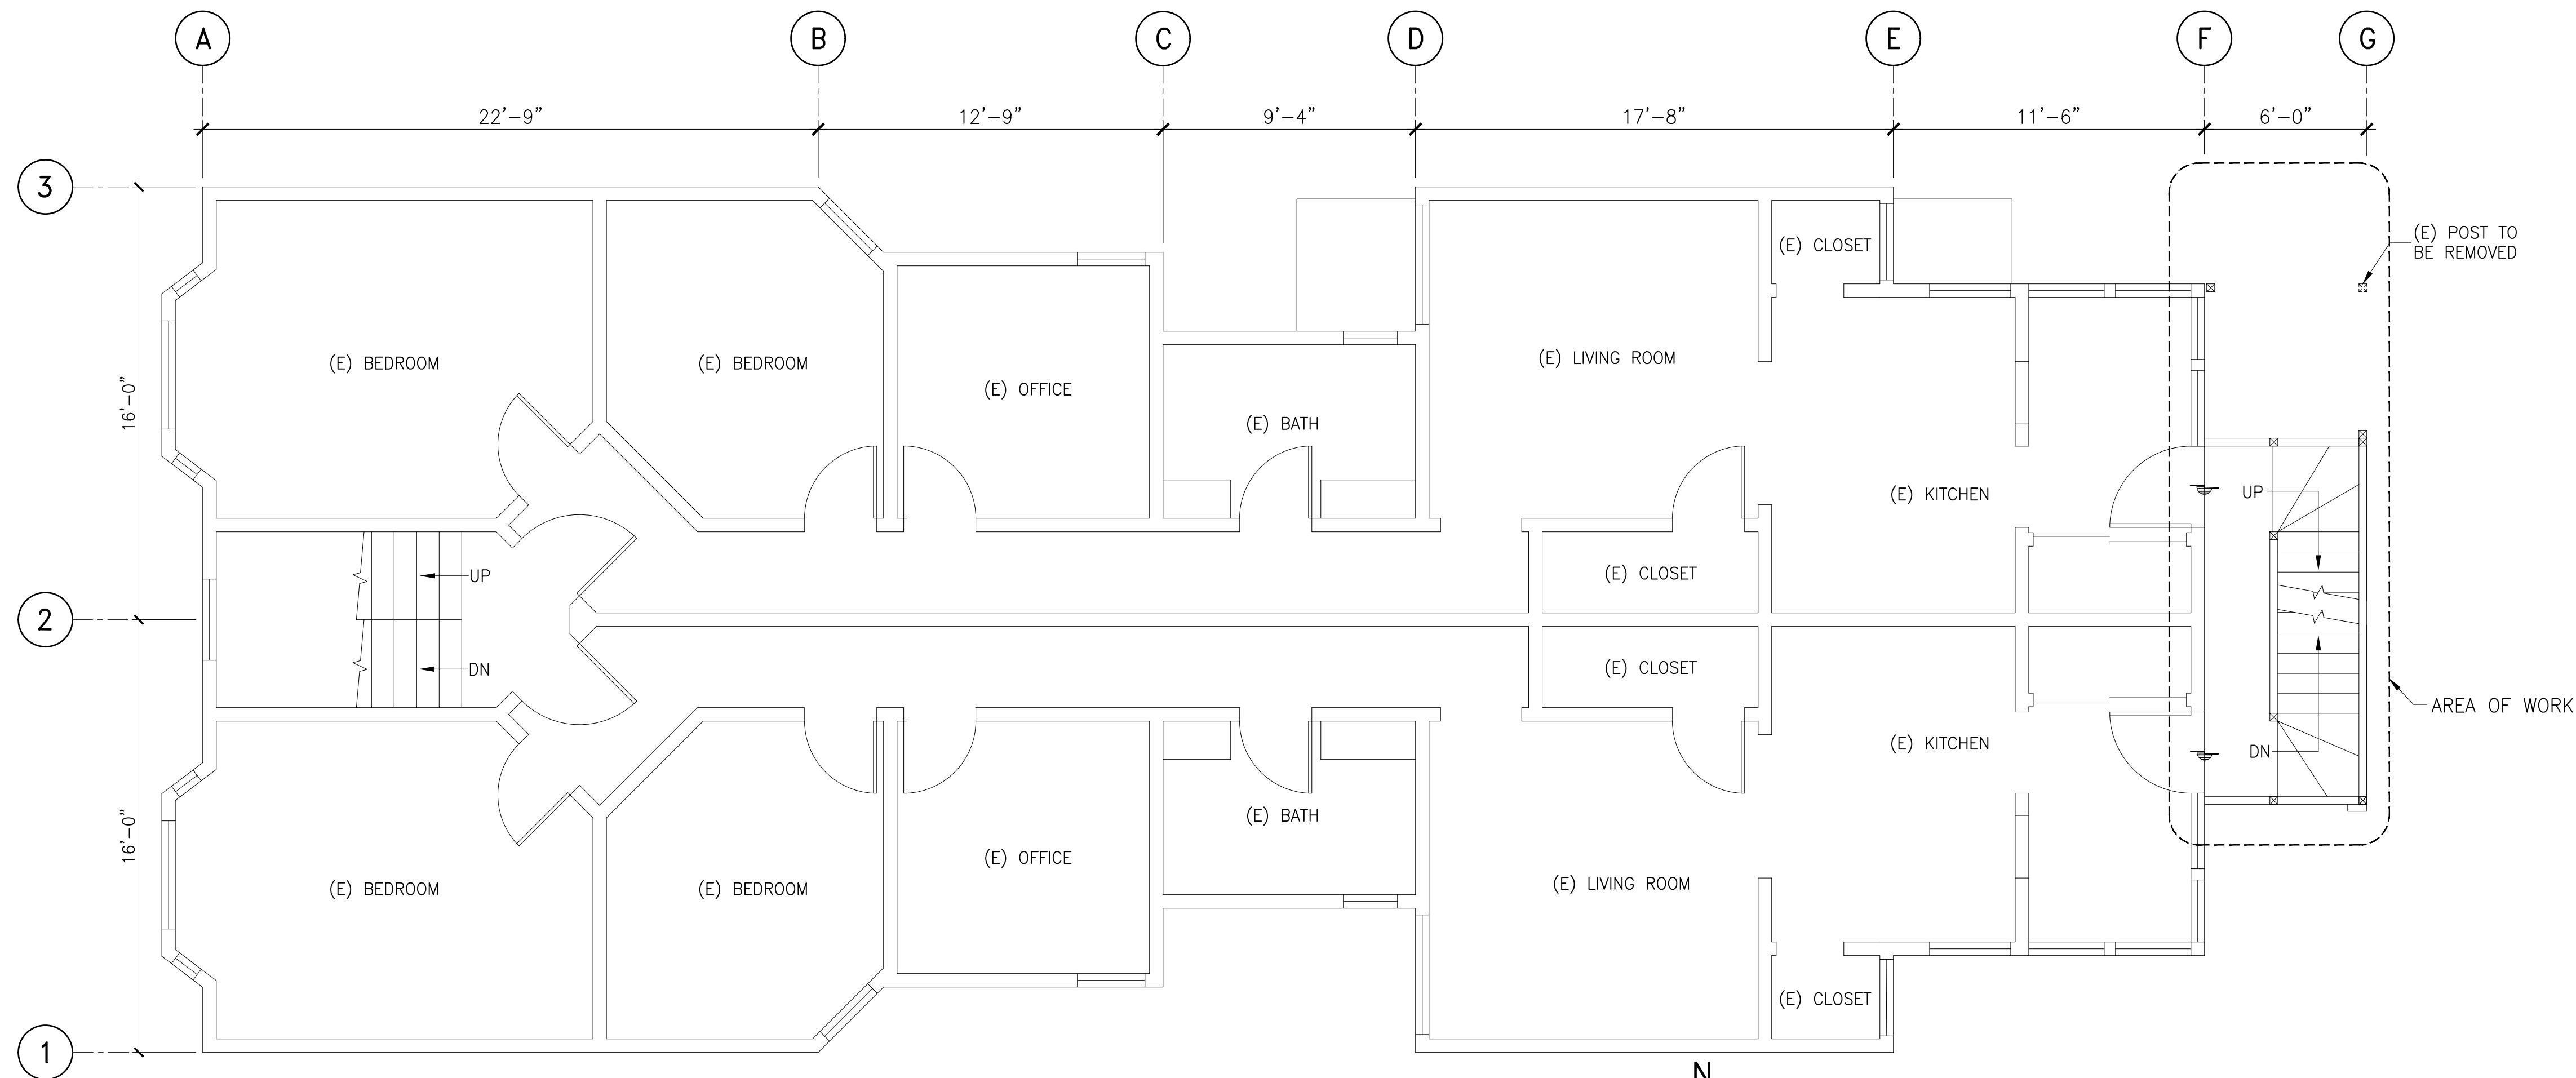 A B C D E F G
22'-9" 12'-9" 9'-4" 17'-8" 11'-6" 6'-0"
3
(E) POST TO
BE REMOVED
(E) CLOSET
(E) LIVING ROOM
(E) BEDROOM (E) BEDROOM
(E) OFFICE
16'-0"
(E) BATH
UP
(E) KITCHEN
(E) CLOSET
UP
2
(E) CLOSET
DN
AREA OF WORK
(E) KITCHEN
DN
(E) BATH
16'-0"
(E) OFFICE
(E) LIVING ROOM
(E) BEDROOM (E) BEDROOM
(E) CLOSET
1
N